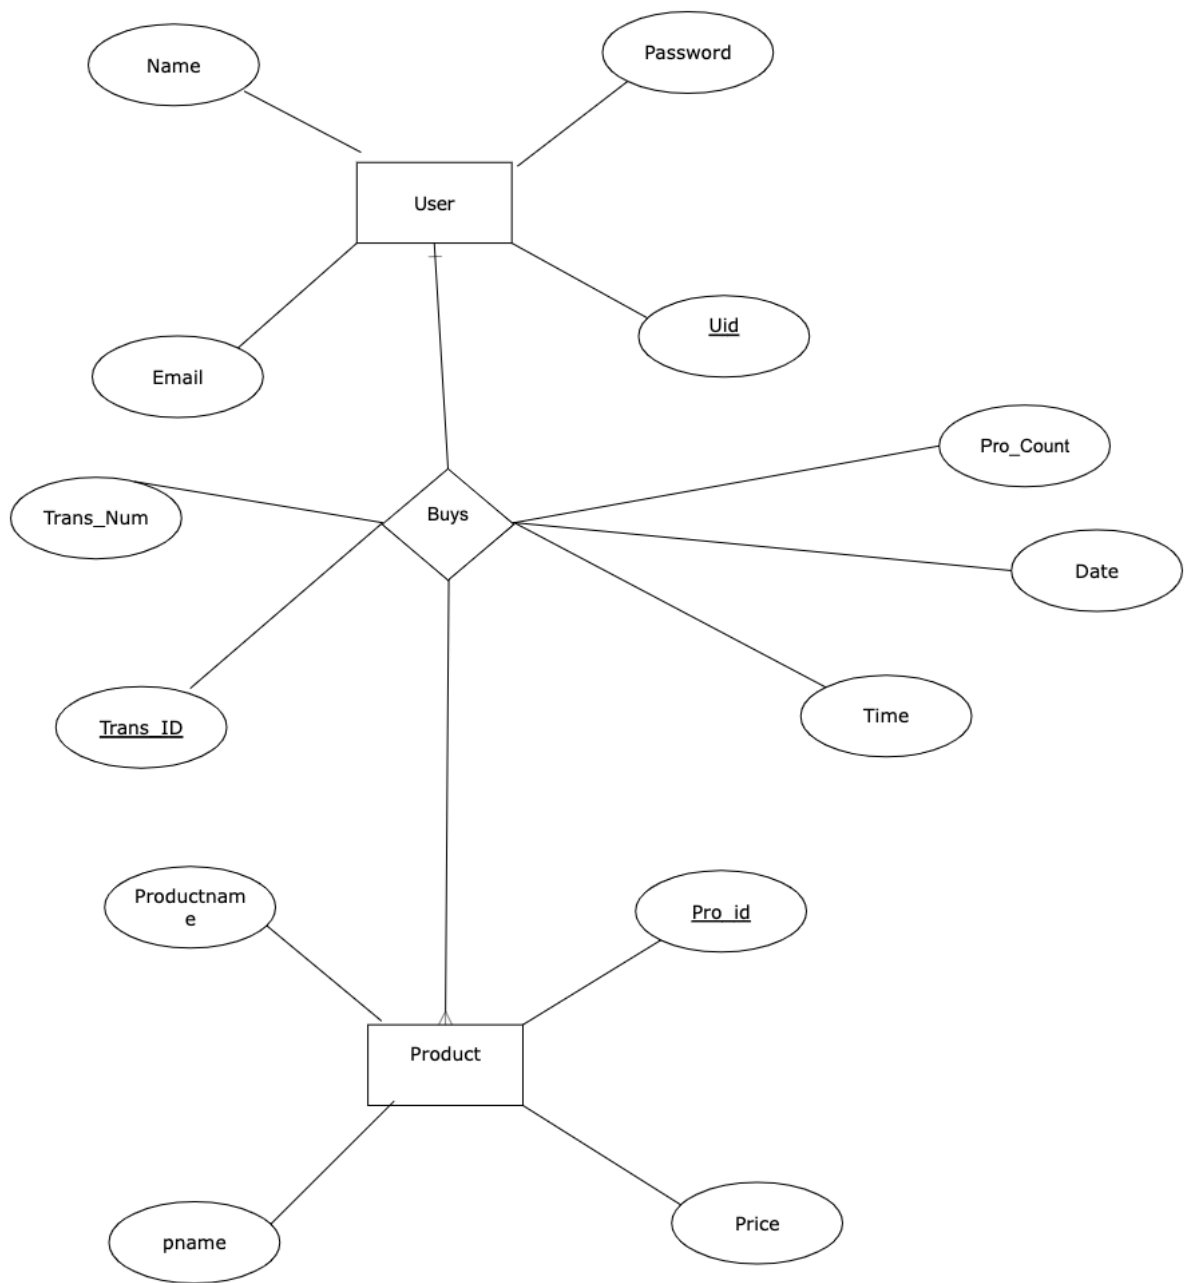 Name
Password
User
Uid
Email
Pro_Count
Trans_Num
Buys
Date
Trans_ID
Time
Productnam
e
Pro_id
Product
pname
Price